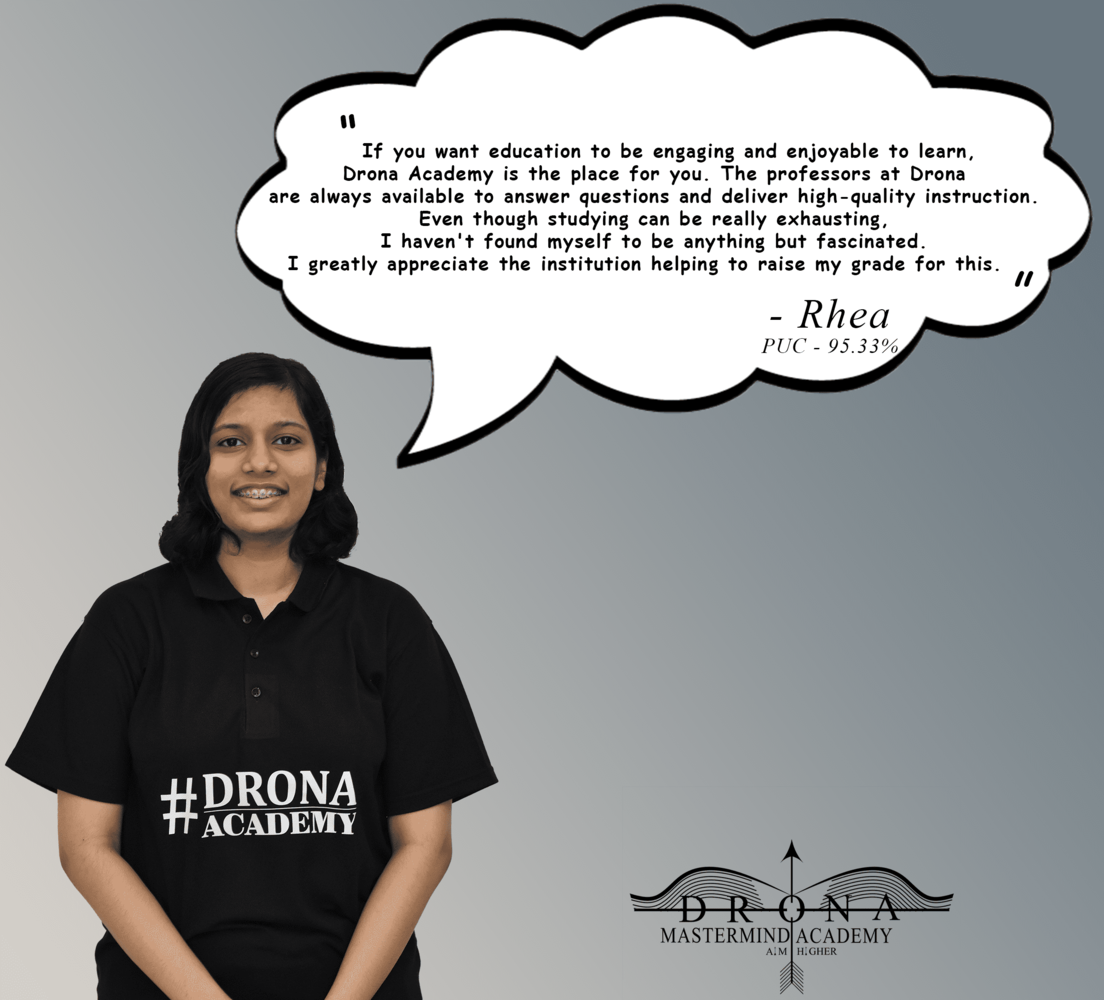 "
If you want education to be engaging and enjoyable to learn,
Drona Academy is the place for you. The professors at Drona
are always available to answer questions and deliver high-quality instruction.
Even though studying can be really exhausting,
I haven't found myself to be anything but fascinated.
I greatly appreciate the institution helping to raise my grade for this.
"
- Rhea
PUC - 95.33%
#DRONA
ACADEMY
DRONA
MASTERMIND ACADEMY
AIM HIGHER